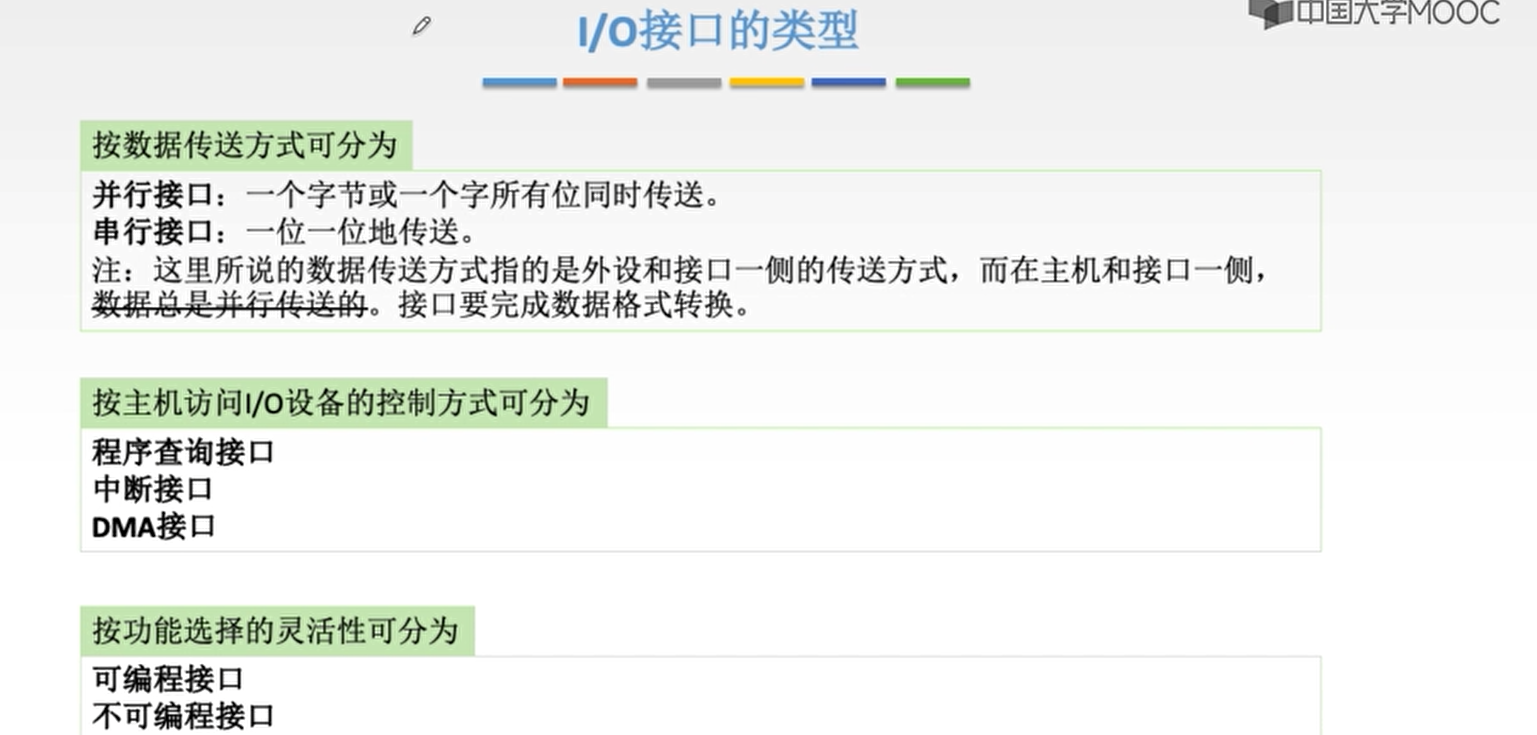 中国大学MOOC
I/O接口的类型
按数据传送方式可分为
并行接口：一个字节或一个字所有位同时传送。
串行接口：一位一位地传送。
注：这里所说的数据传送方式指的是外设和接口一侧的传送方式，而在主机和接口一侧，
数据总是并行传送的。接口要完成数据格式转换。
按主机访问I/O设备的控制方式可分为
程序查询接口
中断接口
DMA接口
按功能选择的灵活性可分为
可编程接口
不可编程接口